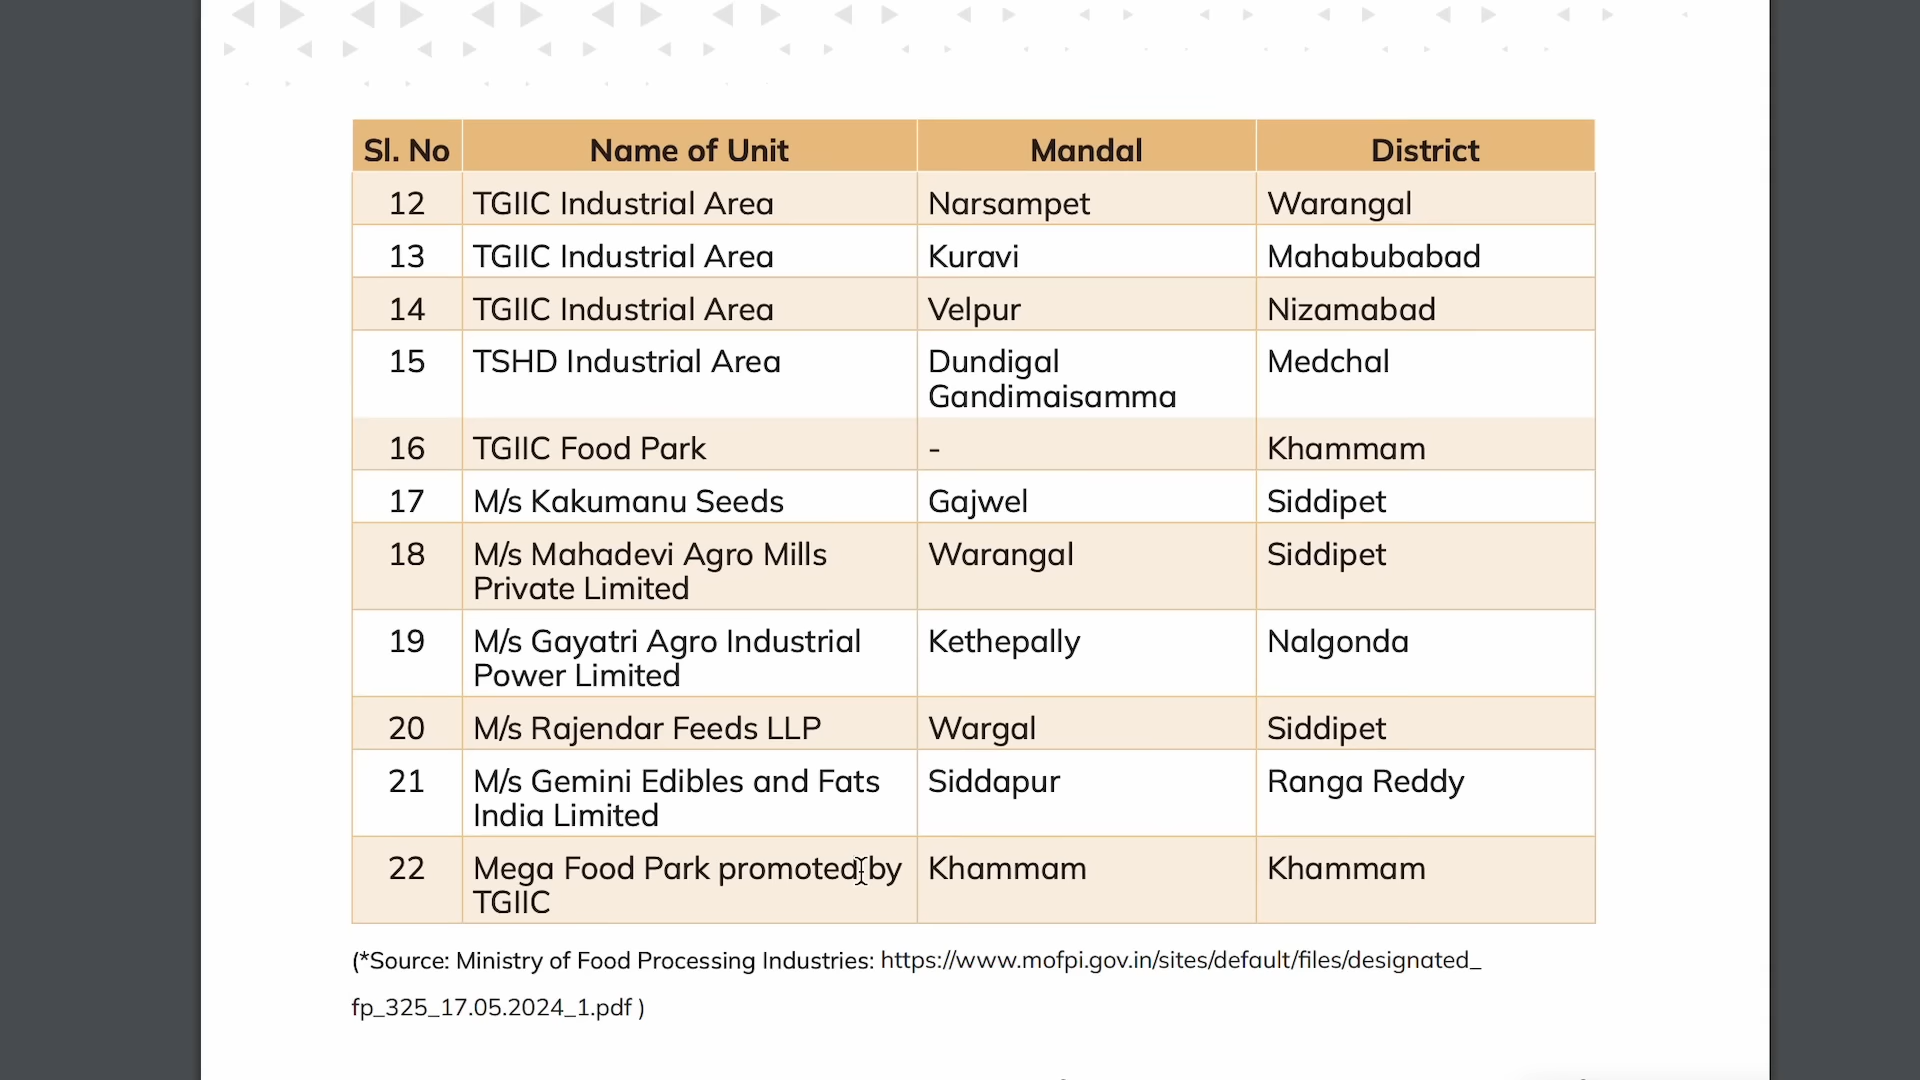 Sl. No Name of Unit Mandal District
12 TGIIC Industrial Area Narsampet Warangal
13 TGIIC Industrial Area Kuravi Mahabubabad
14 TGIIC Industrial Area Velpur Nizamabad
15 TSHD Industrial Area Dundigal Medchal
Gandimaisamma
16 TGIIC Food Park - Khammam
17 M/s Kakumanu Seeds Gajwel Siddipet
18 M/s Mahadevi Agro Mills Warangal Siddipet
Private Limited
19 M/s Gayatri Agro Industrial Kethepally Nalgonda
Power Limited
20 M/s Rajendar Feeds LLP Wargal Siddipet
21 M/s Gemini Edibles and Fats Siddapur Ranga Reddy
India Limited
22 Mega Food Park promoted by Khammam Khammam
TGIIC
(*Source: Ministry of Food Processing Industries: https://www.mofpi.gov.in/sites/default/files/designated_
fp_325_17.05.2024_1.pdf )